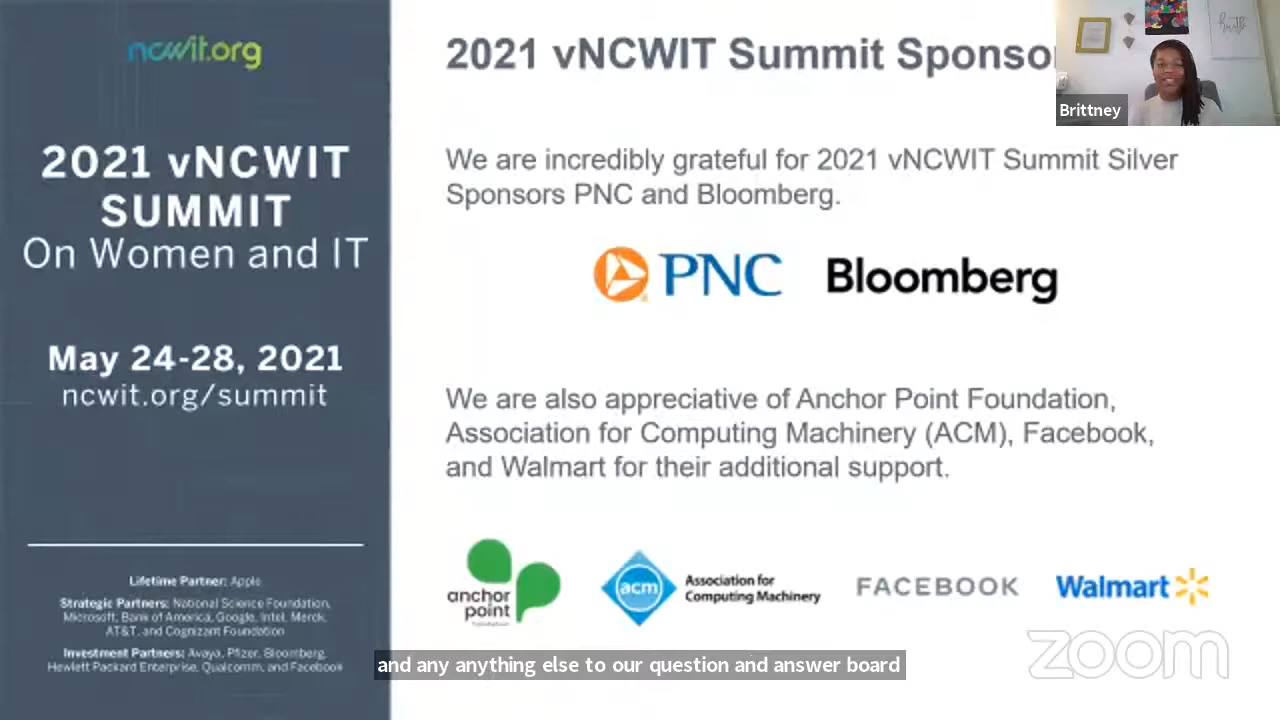 ncwit.org
2021 vNCWIT
SUMMIT
On Women and IT
May 24-28, 2021
ncwit.org/summit
Lifetime Partner: Apple
Strategic Partners: National Science Foundation,
Microsoft, Bank of America, Google, Intel, Merck,
AT&T, and Cognizant Foundation
Investment Partners: Avaya, Pfizer, Bloomberg,
Hewlett Packard Enterprise, Qualcomm, and Facebook
2021 vNCWIT Summit Sponso
Brittney
We are incredibly grateful for 2021 vNCWIT Summit Silver
Sponsors PNC and Bloomberg.
PNC Bloomberg
We are also appreciative of Anchor Point Foundation,
Association for Computing Machinery (ACM), Facebook,
and Walmart for their additional support.
anchor
point
foundation
acm
Association for
Computing Machinery
FACEBOOK
Walmart
zoom
and any anything else to our question and answer board